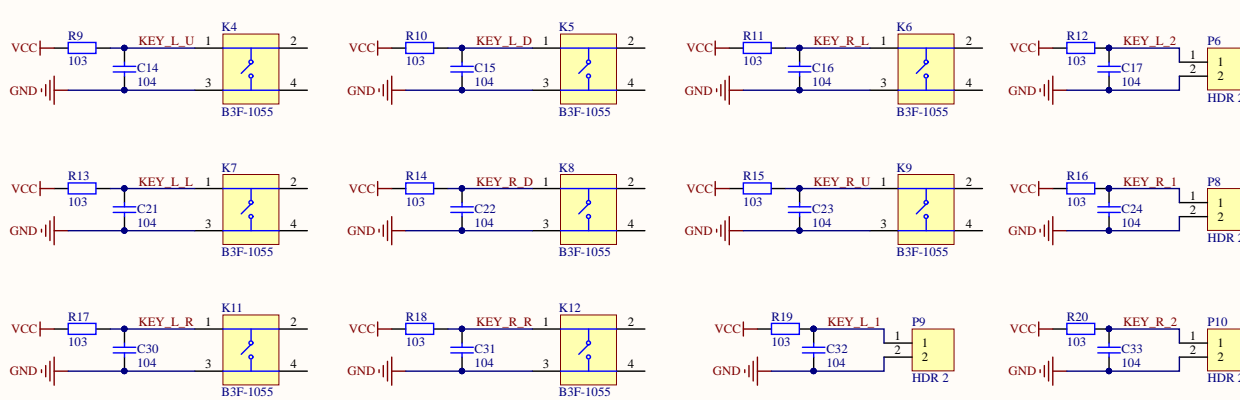 K4
R9
VCC
KEY_L_U
1
2
103
C14
104
GND
3
4
B3F-1055
K5
R10
VCC
KEY_L_D
1
2
103
C15
104
GND
3
4
B3F-1055
K6
R11
VCC
KEY_R_L
1
2
103
C16
104
GND
3
4
B3F-1055
P6
R12
VCC
KEY_L_2
1
2
103
C17
104
GND
1
2
HDR 2
K7
R13
VCC
KEY_L_L
1
2
103
C21
104
GND
3
4
B3F-1055
K8
R14
VCC
KEY_R_D
1
2
103
C22
104
GND
3
4
B3F-1055
K9
R15
VCC
KEY_R_U
1
2
103
C23
104
GND
3
4
B3F-1055
P8
R16
VCC
KEY_R_1
1
2
103
C24
104
GND
1
2
HDR 2
K11
R17
VCC
KEY_L_R
1
2
103
C30
104
GND
3
4
B3F-1055
K12
R18
VCC
KEY_R_R
1
2
103
C31
104
GND
3
4
B3F-1055
P9
R19
VCC
KEY_L_1
1
2
103
C32
104
GND
1
2
HDR 2
P10
R20
VCC
KEY_R_2
1
2
103
C33
104
GND
1
2
HDR 2